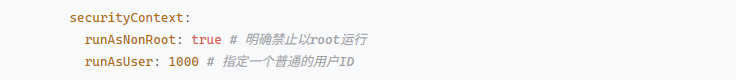 securityContext:
runAsNonRoot: true # 明确禁止以root运行
runAsUser: 1000 # 指定一个普通的用户ID